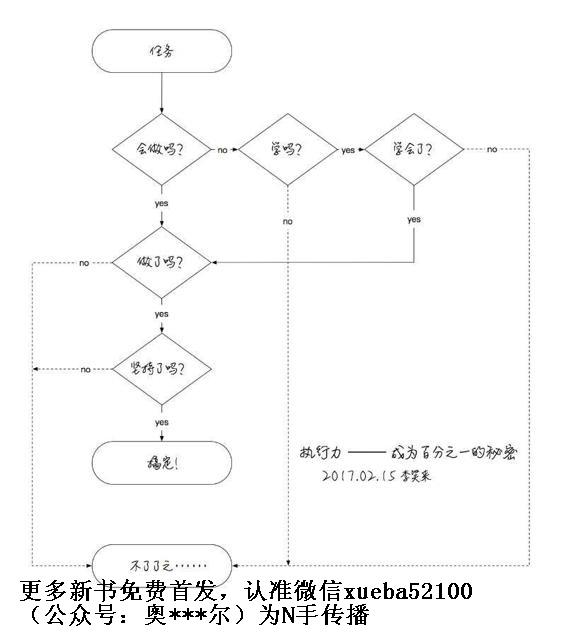 任务
会做吗?
no
学吗?
yes
学会了?
no
yes
no
yes
no
做了吗?
yes
no
坚持了吗?
yes
搞定!
执行力——成为百分之一的秘密
2017.02.15 李笑来
不了了之……
更多新书免费首发，认准微信xueba52100
（公众号：奥***尔）为N手传播